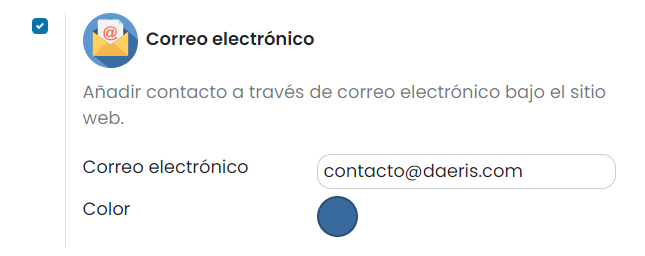 Correo electrónico
Añadir contacto a través de correo electrónico bajo el sitio
web.
Correo electrónico contacto@daeris.com
Color